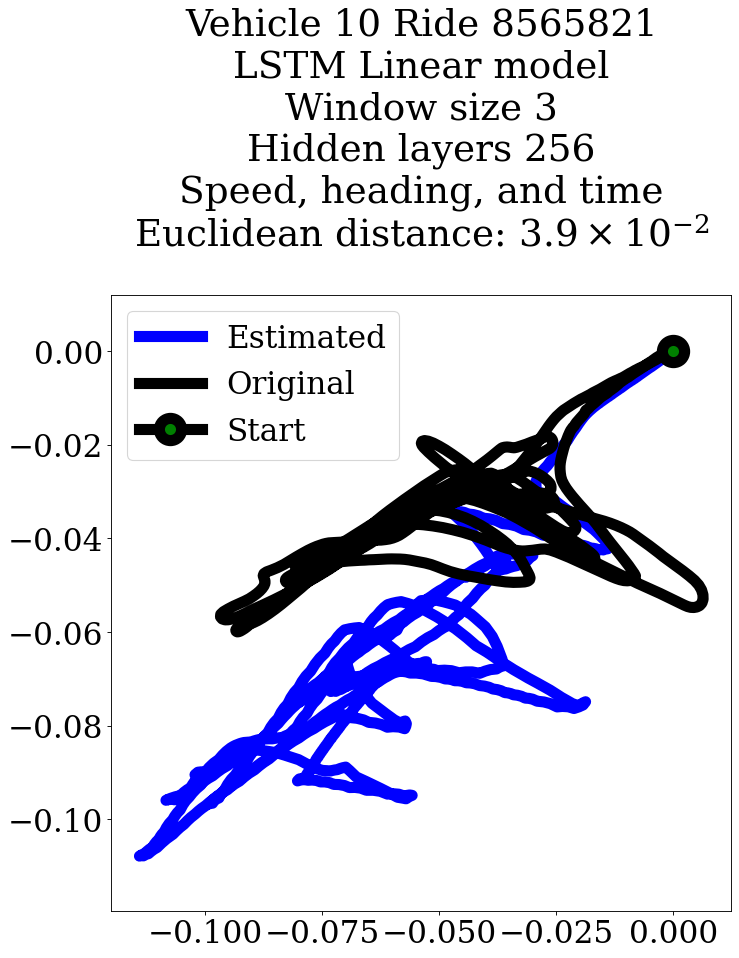 Vehicle 10 Ride 8565821
LSTM Linear model
Window size 3
Hidden layers 256
Speed, heading, and time
Euclidean distance: 3.9 × 10⁻²
Estimated
Original
Start
0.00
−0.02
−0.04
−0.06
−0.08
−0.10
−0.100 −0.075 −0.050 −0.025 0.000